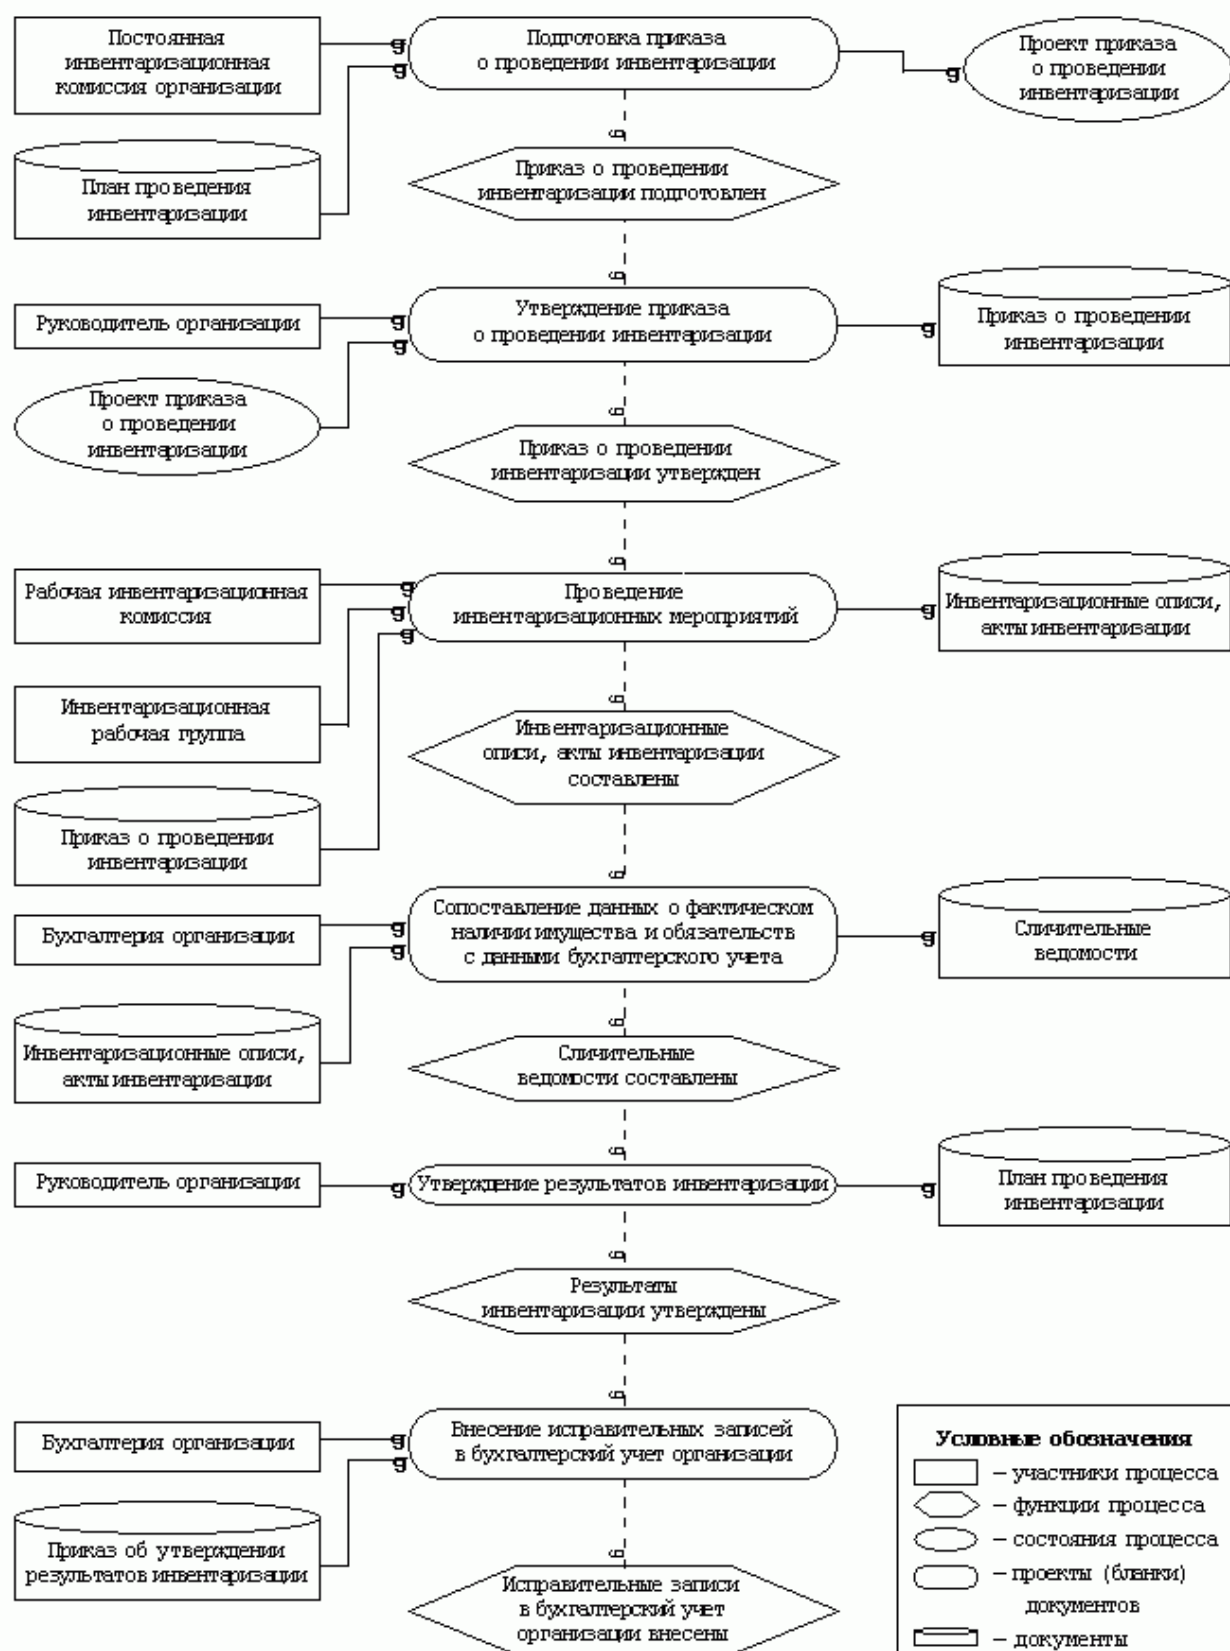 Постоянная
инвентаризационная
комиссия организации
Подготовка приказа
о проведении инвентаризации
Проект приказа
о проведении
инвентаризации
План проведения
инвентаризации
Приказ о проведении
инвентаризации подготовлен
Руководитель организации
Утверждение приказа
о проведении инвентаризации
Приказ о проведении
инвентаризации
Проект приказа
о проведении
инвентаризации
Приказ о проведении
инвентаризации утвержден
Рабочая инвентаризационная
комиссия
Проведение
инвентаризационных мероприятий
Инвентаризационные описи,
акты инвентаризации
Инвентаризационная
рабочая группа
Инвентаризационные
описи, акты инвентаризации
составлены
Приказ о проведении
инвентаризации
Бухгалтерия организации
Сопоставление данных о фактическом
наличии имущества и обязательств
с данными бухгалтерского учета
Сличительные
ведомости
Инвентаризационные описи,
акты инвентаризации
Сличительные
ведомости составлены
Руководитель организации
Утверждение результатов инвентаризации
План проведения
инвентаризации
Результаты
инвентаризации утверждены
Бухгалтерия организации
Внесение исправительных записей
в бухгалтерский учет организации
Приказ об утверждении
результатов инвентаризации
Исправительные записи
в бухгалтерский учет
организации внесены
Условные обозначения
– участники процесса
– функции процесса
– состояния процесса
– проекты (бланки)
документов
– документы